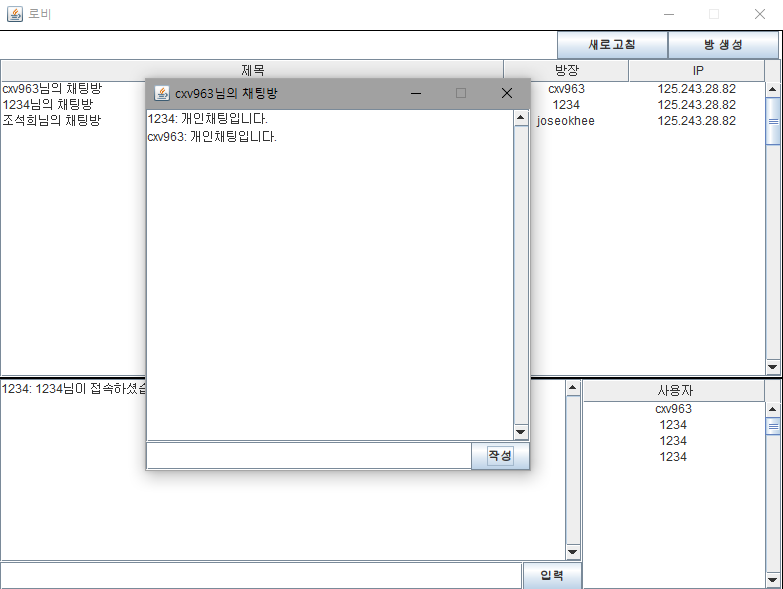 로비
새로고침 방 생성
제목 방장 IP
cxv963님의 채팅방 cxv963 125.243.28.82
1234님의 채팅방 1234 125.243.28.82
조석희님의 채팅방 joseokhee 125.243.28.82
cxv963님의 채팅방
1234: 개인채팅입니다.
cxv963: 개인채팅입니다.
작성
1234: 1234님이 접속하셨습
사용자
cxv963
1234
1234
1234
입력